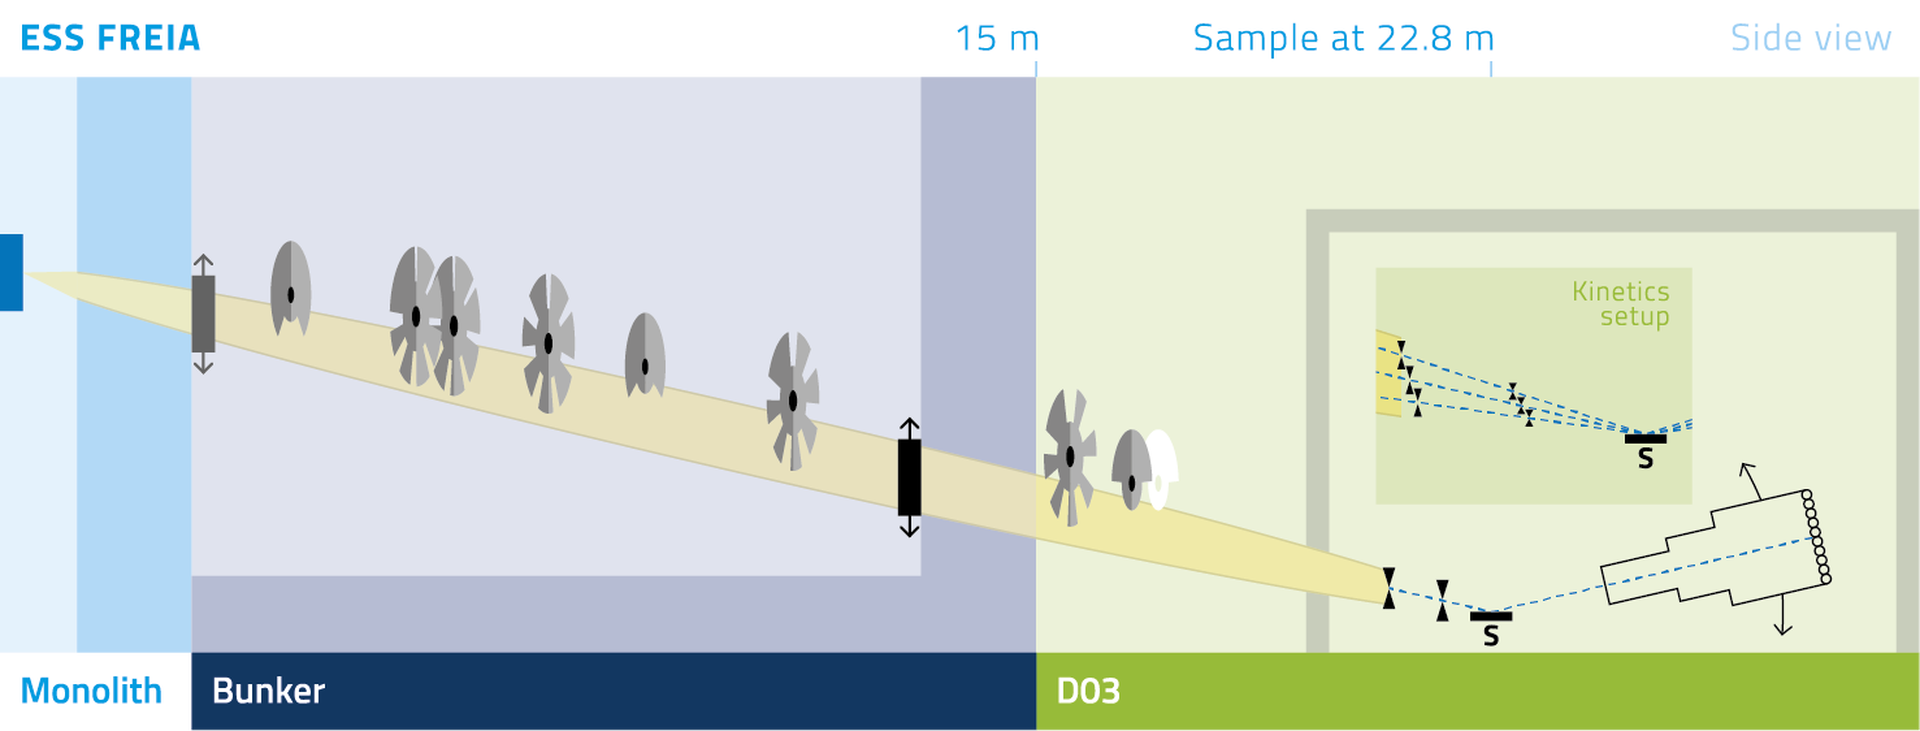 ESS FREIA
15 m
Sample at 22.8 m
Side view
Kinetics
setup
S
S
Monolith
Bunker
D03